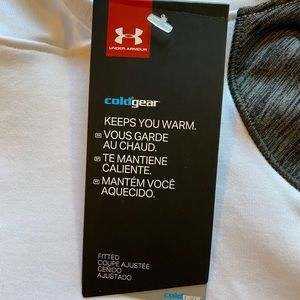 UNDER ARMOUR
coldgear
KEEPS YOU WARM.
VOUS GARDE
AU CHAUD.
TE MANTIENE
CALIENTE.
MANTÉM VOCÊ
AQUECIDO.
FITTED
COUPE AJUSTÉE
CEÑIDO
AJUSTADO
coldgear